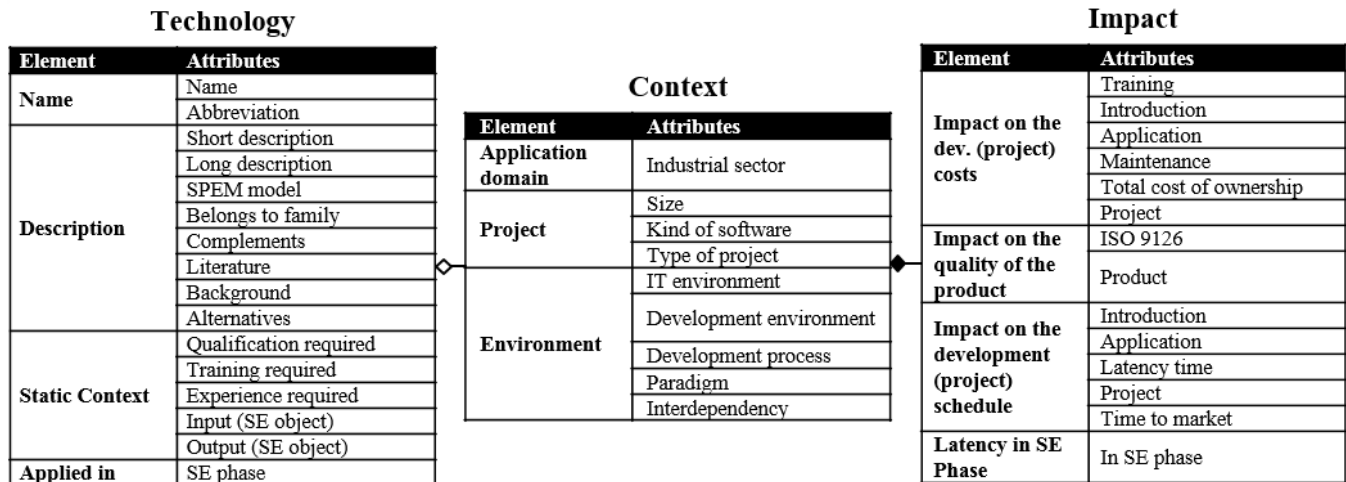 Technology
Element Attributes
Name
Name
Abbreviation
Description
Short description
Long description
SPEM model
Belongs to family
Complements
Literature
Background
Alternatives
Static Context
Qualification required
Training required
Experience required
Input (SE object)
Output (SE object)
Applied in
SE phase
Context
Element Attributes
Application
domain
Industrial sector
Project
Size
Kind of software
Type of project
Environment
IT environment
Development environment
Development process
Paradigm
Interdependency
Impact
Element Attributes
Impact on the
dev. (project)
costs
Training
Introduction
Application
Maintenance
Total cost of ownership
Project
Impact on the
quality of the
product
ISO 9126
Product
Impact on the
development
(project)
schedule
Introduction
Application
Latency time
Project
Time to market
Latency in SE
Phase
In SE phase